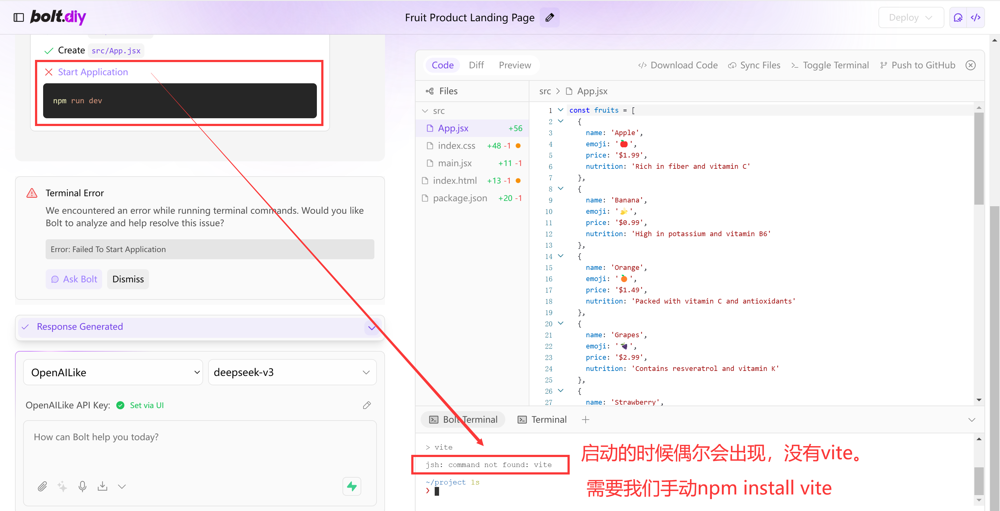 bolt.diy
Fruit Product Landing Page
Deploy
Create src/App.jsx
Start Application
npm run dev
Terminal Error
We encountered an error while running terminal commands. Would you like
Bolt to analyze and help resolve this issue?
Error: Failed To Start Application
Ask Bolt Dismiss
Response Generated
OpenAILike deepseek-v3
OpenAILike API Key: Set via UI
How can Bolt help you today?
Code Diff Preview Download Code Sync Files Toggle Terminal Push to GitHub
Files
src
App.jsx +56
index.css +48 -1
main.jsx +11 -1
index.html +13 -1
package.json +20 -1
src > App.jsx
1 const fruits = [
2 {
3 name: 'Apple',
4 emoji: '🍎',
5 price: '$1.99',
6 nutrition: 'Rich in fiber and vitamin C'
7 },
8 {
9 name: 'Banana',
10 emoji: '🍌',
11 price: '$0.99',
12 nutrition: 'High in potassium and vitamin B6'
13 },
14 {
15 name: 'Orange',
16 emoji: '🍊',
17 price: '$1.49',
18 nutrition: 'Packed with vitamin C and antioxidants'
19 },
20 {
21 name: 'Grapes',
22 emoji: '🍇',
23 price: '$2.99',
24 nutrition: 'Contains resveratrol and vitamin K'
25 },
26 {
27 name: 'Strawberry',
Bolt Terminal Terminal
> vite
jsh: command not found: vite
~/project 1s
❯
启动的时候偶尔会出现，没有vite。
需要我们手动npm install vite